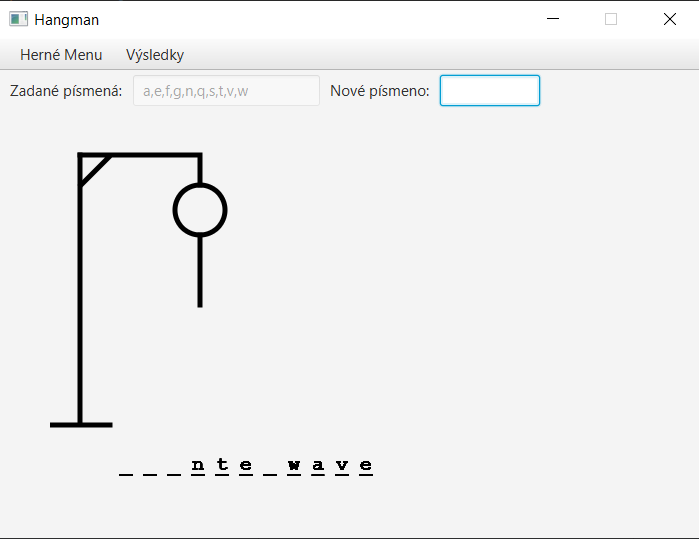 Hangman
Herné Menu Výsledky
Zadané písmená: a,e,f,g,n,q,s,t,v,w Nové písmeno:
_ _ _ n t e _ w a v e